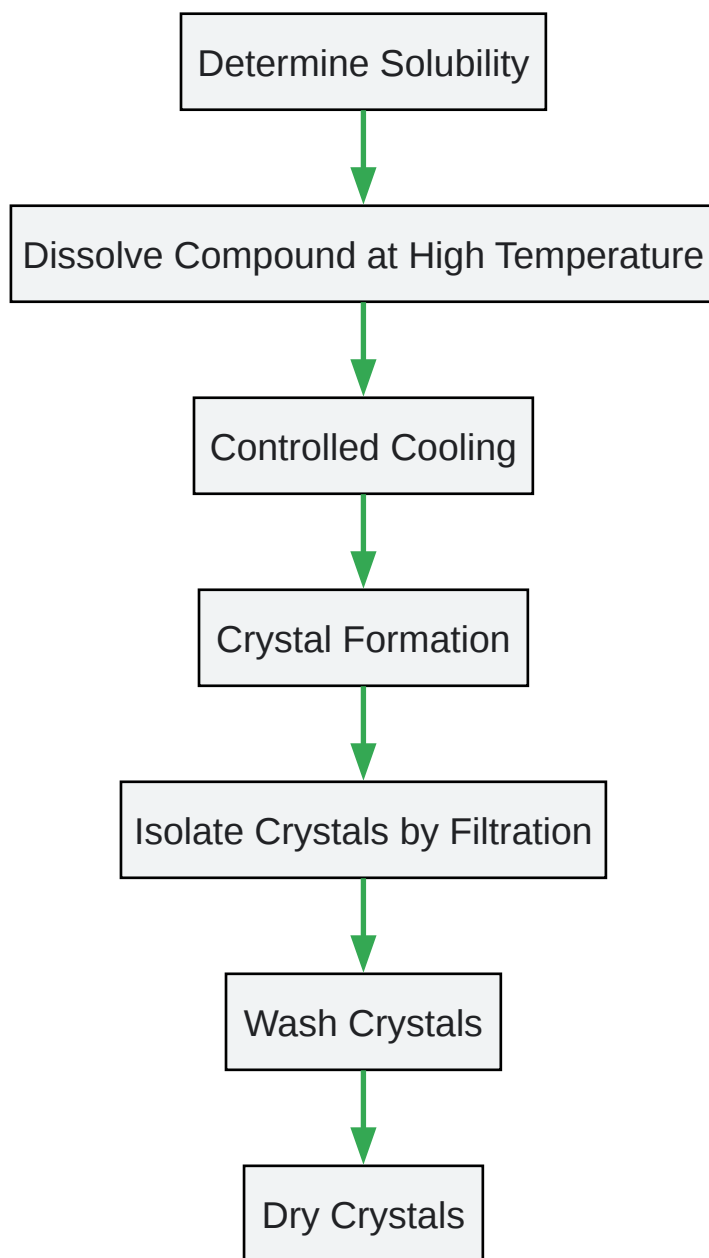 Determine Solubility
Dissolve Compound at High Temperature
Controlled Cooling
Crystal Formation
Isolate Crystals by Filtration
Wash Crystals
Dry Crystals